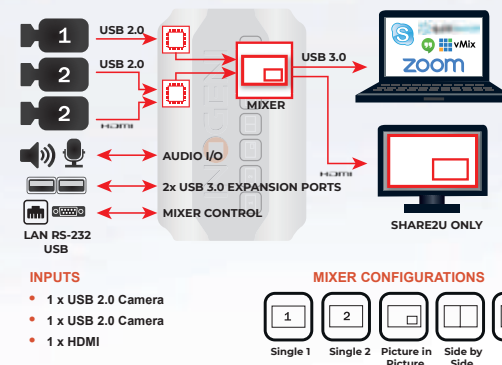 1
USB 2.0
2
USB 2.0
2
HDMI
MIXER
USB 3.0
vMix
zoom
HDMI
AUDIO I/O
2x USB 3.0 EXPANSION PORTS
MIXER CONTROL
LAN RS-232
USB
SHARE2U ONLY
INPUTS
• 1 x USB 2.0 Camera
• 1 x USB 2.0 Camera
• 1 x HDMI
MIXER CONFIGURATIONS
1
2
Single 1
Single 2
Picture in
Picture
Side by
Side